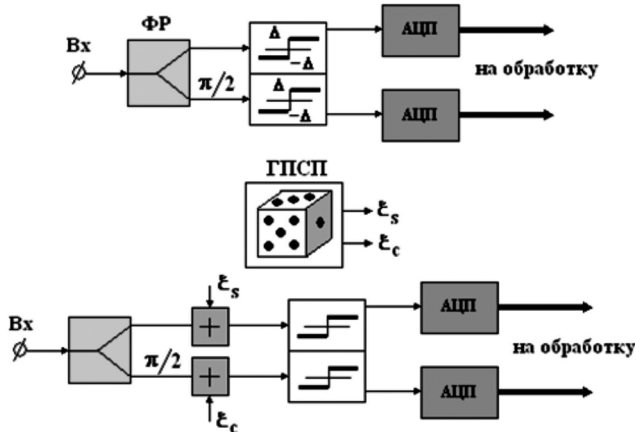 ФР
Вх
π/2
Δ
−Δ
Δ
−Δ
АЦП
АЦП
на обработку
ГПСП
ξs
ξc
ξs
Вх
π/2
+
+
ξc
АЦП
АЦП
на обработку